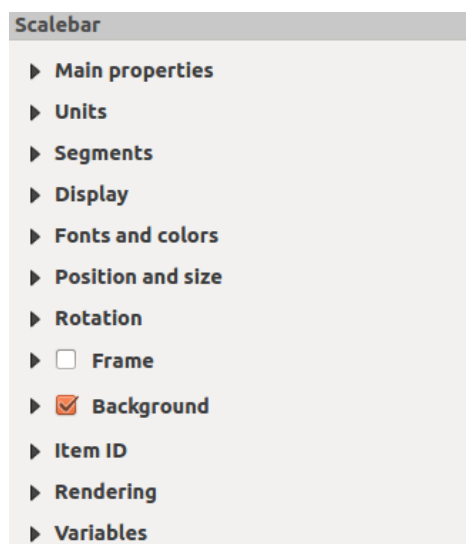 Scalebar
Main properties
Units
Segments
Display
Fonts and colors
Position and size
Rotation
Frame
Background
Item ID
Rendering
Variables